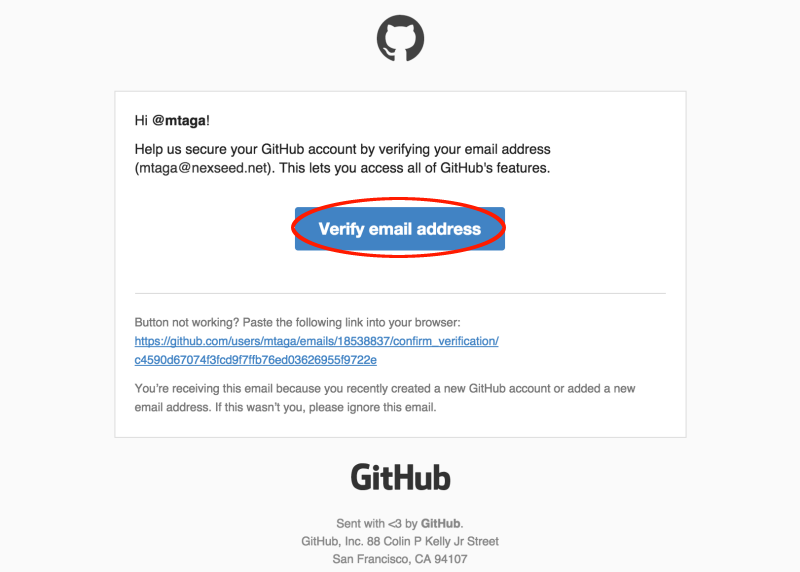 Hi @mtaga!
Help us secure your GitHub account by verifying your email address
(mtaga@nexseed.net). This lets you access all of GitHub's features.
Verify email address
Button not working? Paste the following link into your browser:
https://github.com/users/mtaga/emails/18538837/confirm_verification/
c4590d67074f3fcd9f7ffb76ed03626955f9722e
You’re receiving this email because you recently created a new GitHub account or added a new
email address. If this wasn’t you, please ignore this email.
GitHub
Sent with <3 by GitHub.
GitHub, Inc. 88 Colin P Kelly Jr Street
San Francisco, CA 94107